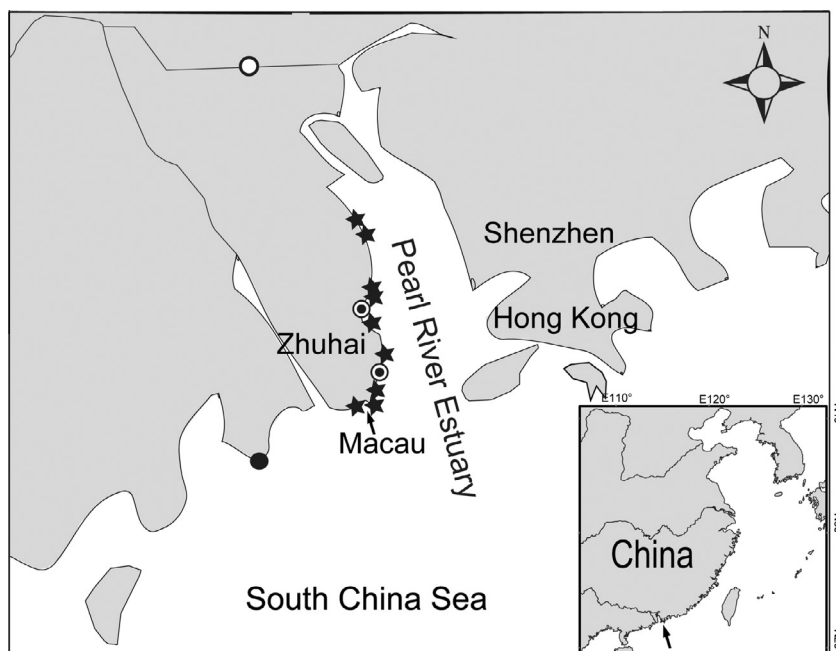 N
Shenzhen
Pearl River Estuary
Hong Kong
Zhuhai
Macau
South China Sea
E110°
E120°
E130°
China